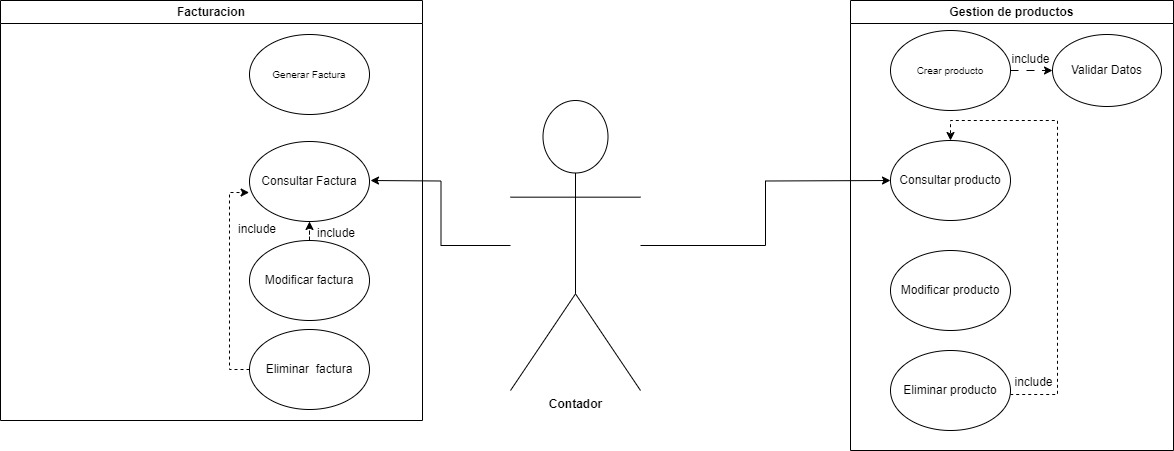 Facturacion
Generar Factura
Consultar Factura
include
include
Modificar factura
Eliminar factura
Contador
Gestion de productos
Crear producto
include
Validar Datos
Consultar producto
Modificar producto
Eliminar producto
include